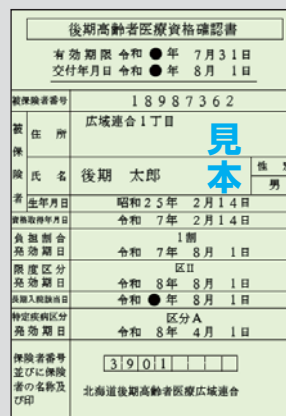 後期高齢者医療資格確認書
有効期限 令和 ● 年 7月31日
交付年月日 令和 ● 年 8月 1日
被保険者番号 18987362
被保険者
住所 広域連合1丁目
見本
氏名 後期 太郎
性別 男
生年月日 昭和25年 2月14日
資格取得年月日 令和 7年 2月14日
負担割合 1割
発効期日 令和 7年 8月 1日
限度区分 区Ⅱ
発効期日 令和 8年 8月 1日
長期入院該当日 令和 ● 年 8月 1日
特定疾病区分 区分A
発効期日 令和 8年 4月 1日
保険者番号 3901
並びに保険
者の名称及 北海道後期高齢者医療広域連合
び印